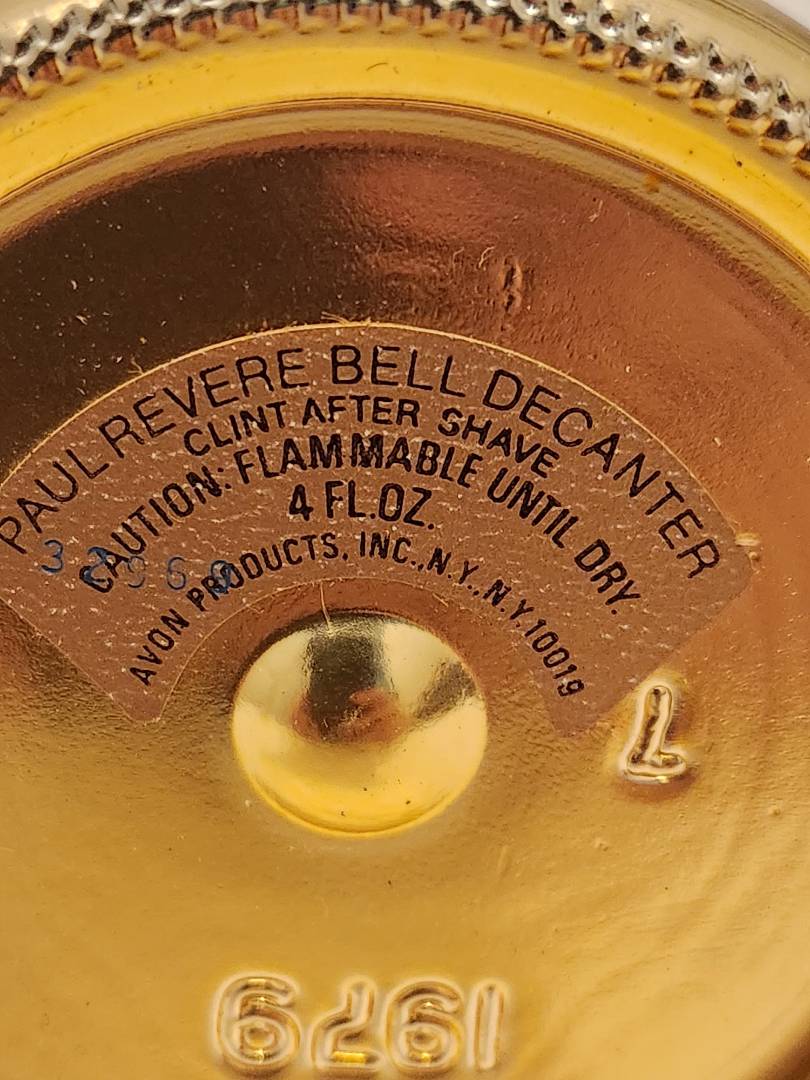 PAUL REVERE BELL DECANTER
CLINT AFTER SHAVE
CAUTION: FLAMMABLE UNTIL DRY.
4 FL.OZ.
AVON PRODUCTS, INC., N.Y., N.Y. 10019
1979